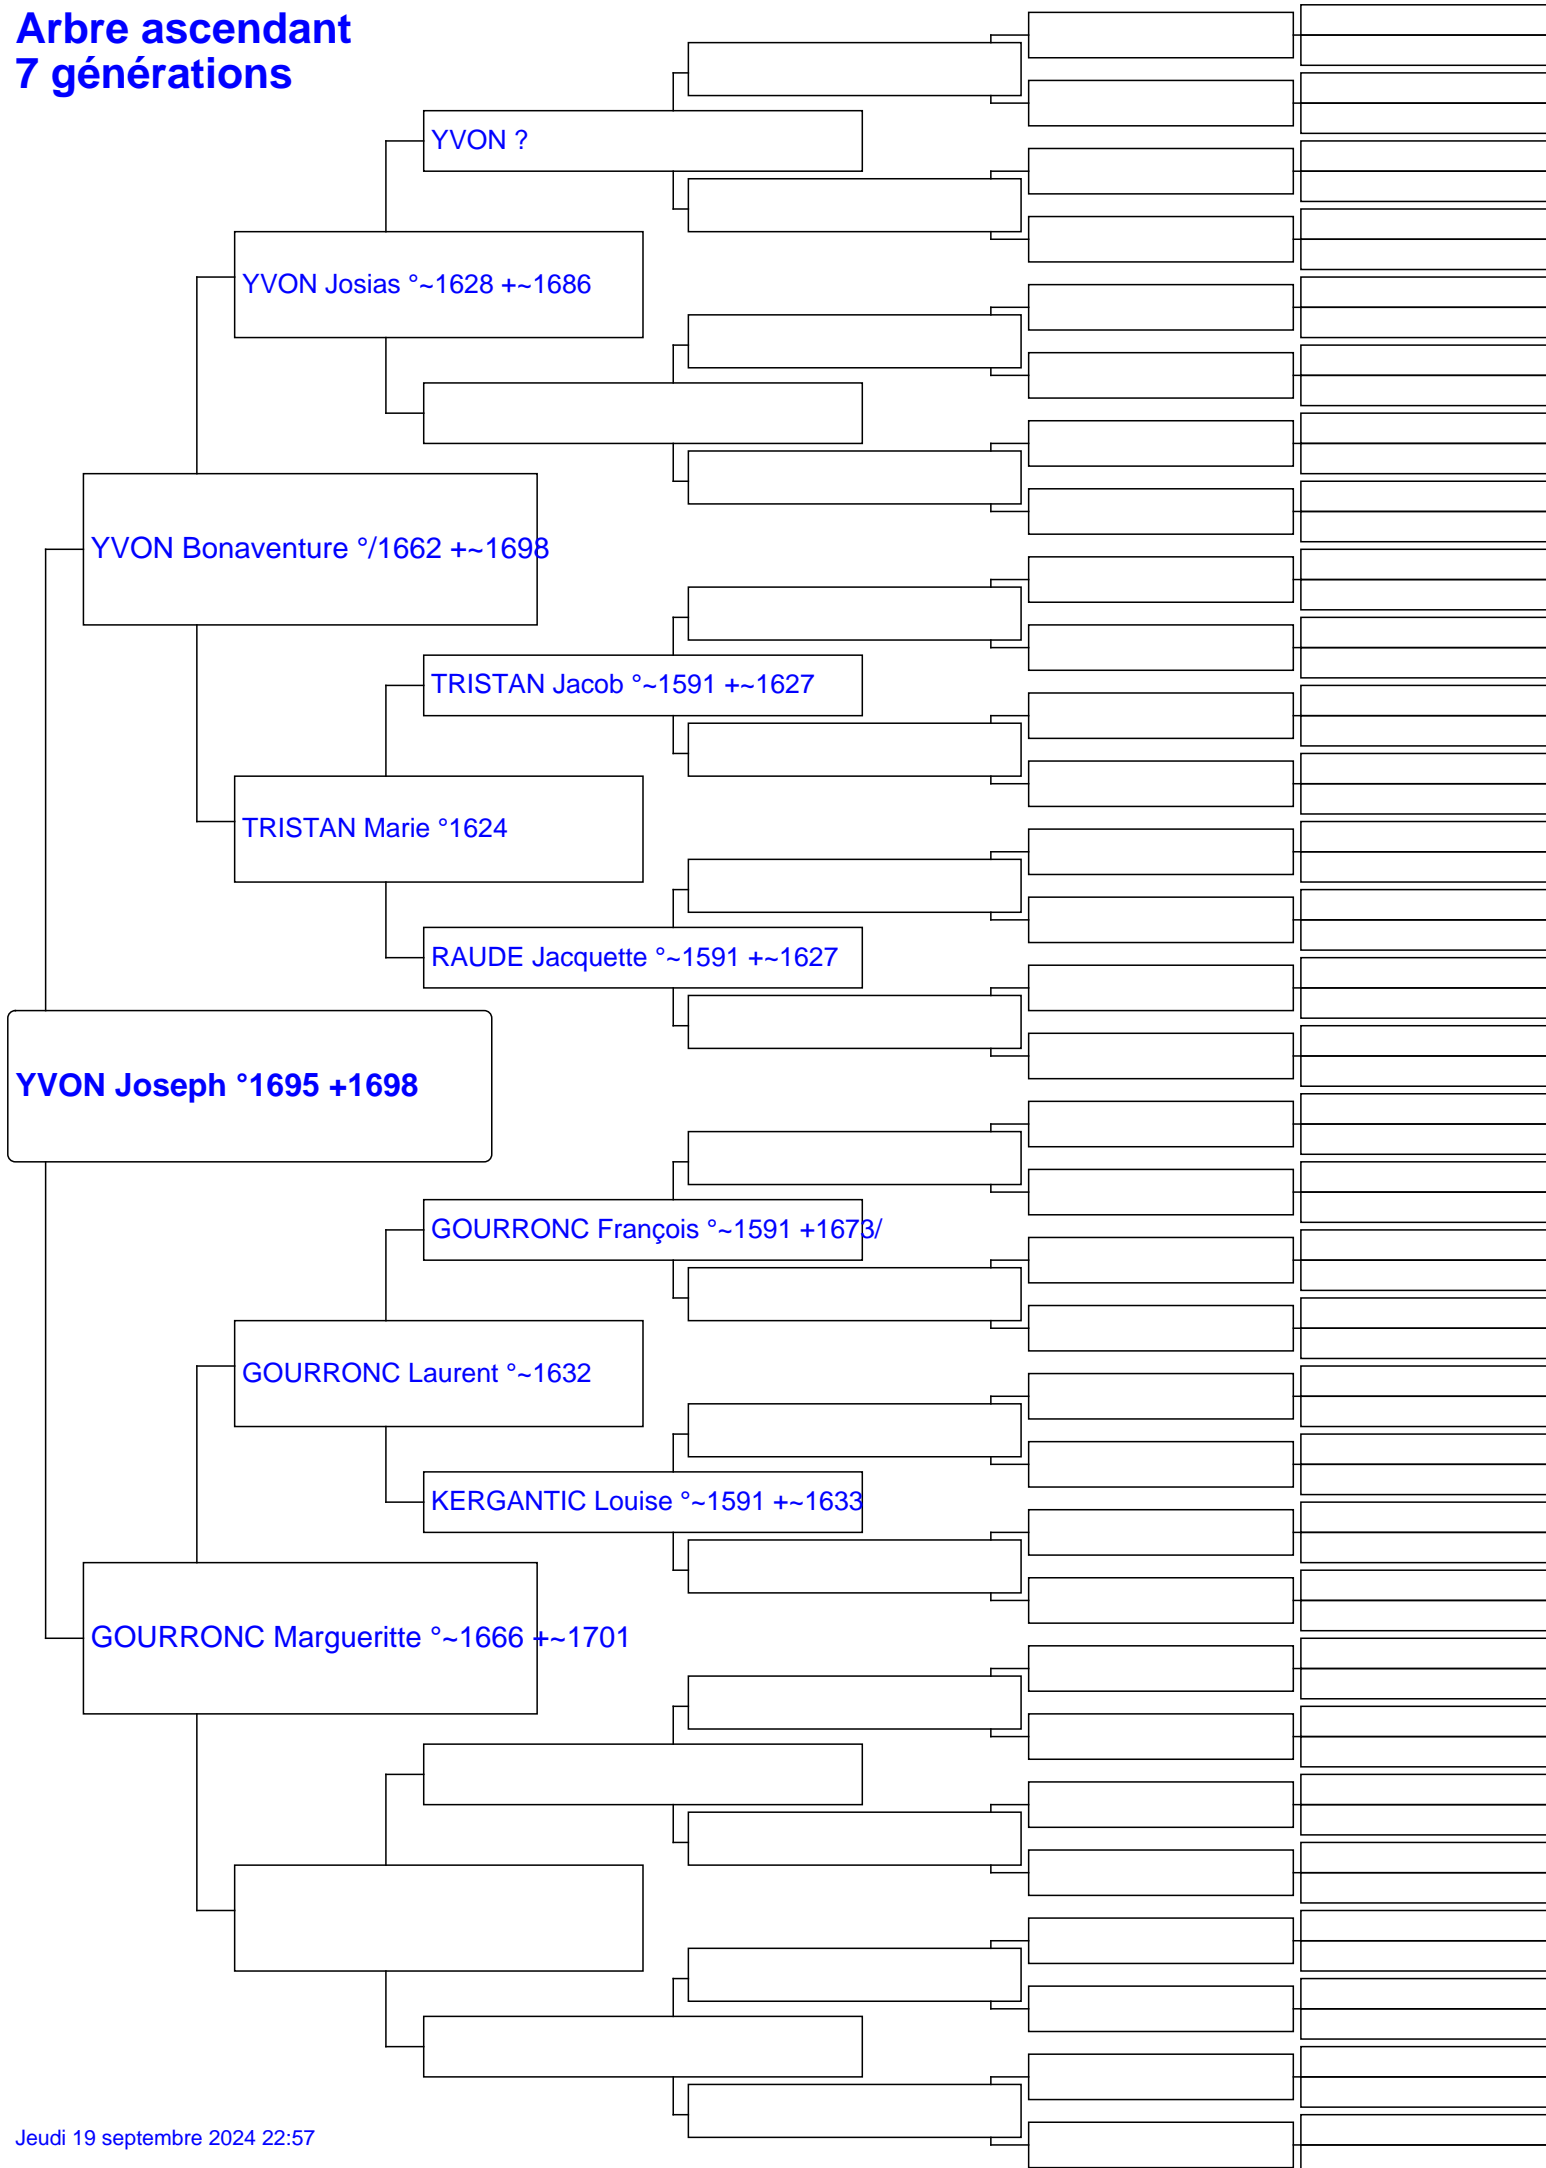 Arbre ascendant
7 générations
YVON ?
YVON Josias °~1628 +~1686
YVON Bonaventure °/1662 +~1698
TRISTAN Jacob °~1591 +~1627
TRISTAN Marie °1624
RAUDE Jacquette °~1591 +~1627
YVON Joseph °1695 +1698
GOURRONC François °~1591 +1673/
GOURRONC Laurent °~1632
KERGANTIC Louise °~1591 +~1633
GOURRONC Margueritte °~1666 +~1701
Jeudi 19 septembre 2024 22:57